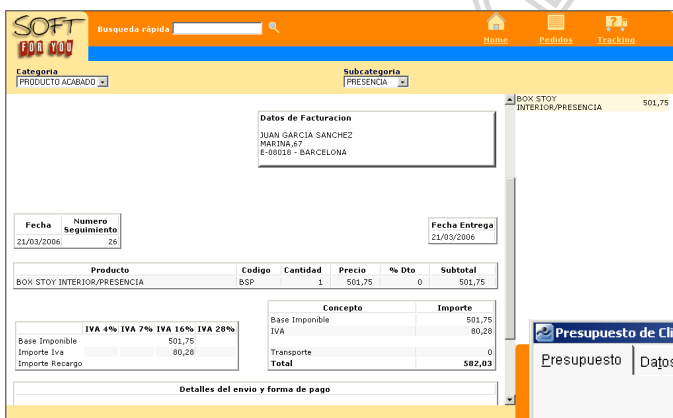 SOFT
FOR YOU
Busqueda rápida
Home
Pedidos
Tracking
Categoria
PRODUCTO ACABADO
Subcategoria
PRESENCIA
BOX STOY
INTERIOR/PRESENCIA 501,75
Datos de Facturacion
JUAN GARCIA SANCHEZ
MARINA,67
E-08018 - BARCELONA
Fecha Numero Seguimiento
21/03/2006 26
Fecha Entrega
21/03/2006
Producto Codigo Cantidad Precio % Dto Subtotal
BOX STOY INTERIOR/PRESENCIA BSP 1 501,75 0 501,75
Concepto Importe
Base Imponible 501,75
IVA 80,28
Transporte 0
Total 582,03
IVA 4% IVA 7% IVA 16% IVA 28%
Base Imponible 501,75
Importe Iva 80,28
Importe Recargo
Detalles del envio y forma de pago
Presupuesto de Cli
Presupuesto Datos